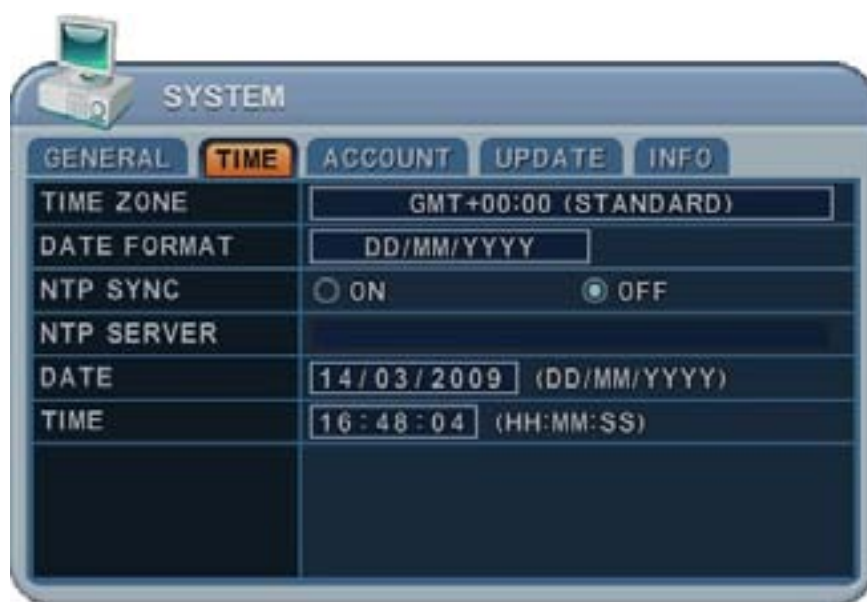 SYSTEM
GENERAL TIME ACCOUNT UPDATE INFO
TIME ZONE GMT+00:00 (STANDARD)
DATE FORMAT DD/MM/YYYY
NTP SYNC ON OFF
NTP SERVER
DATE 14/03/2009 (DD/MM/YYYY)
TIME 16:48:04 (HH:MM:SS)